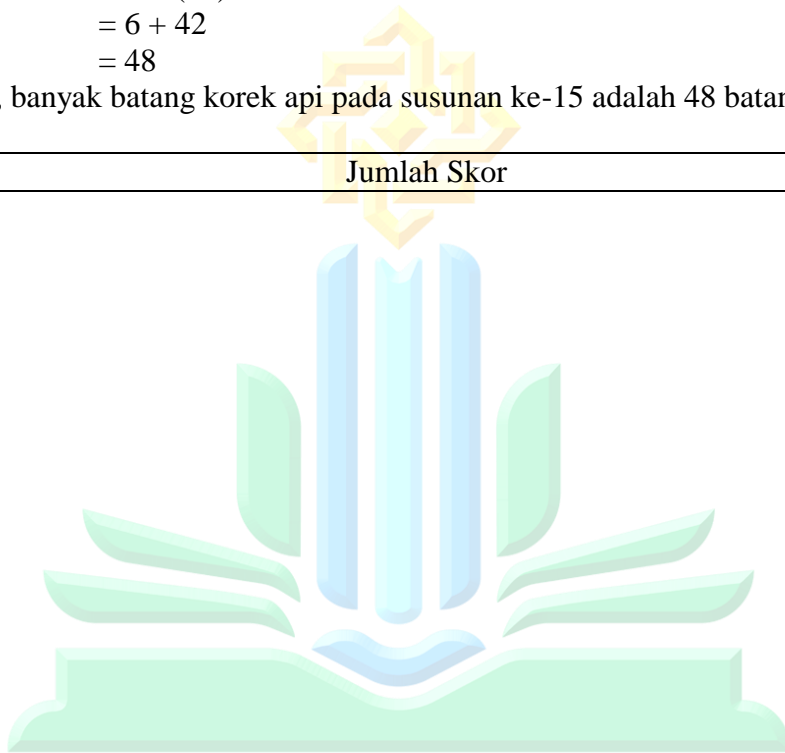 = 6 + 42
= 48
, banyak batang korek api pada susunan ke-15 adalah 48 batan
Jumlah Skor